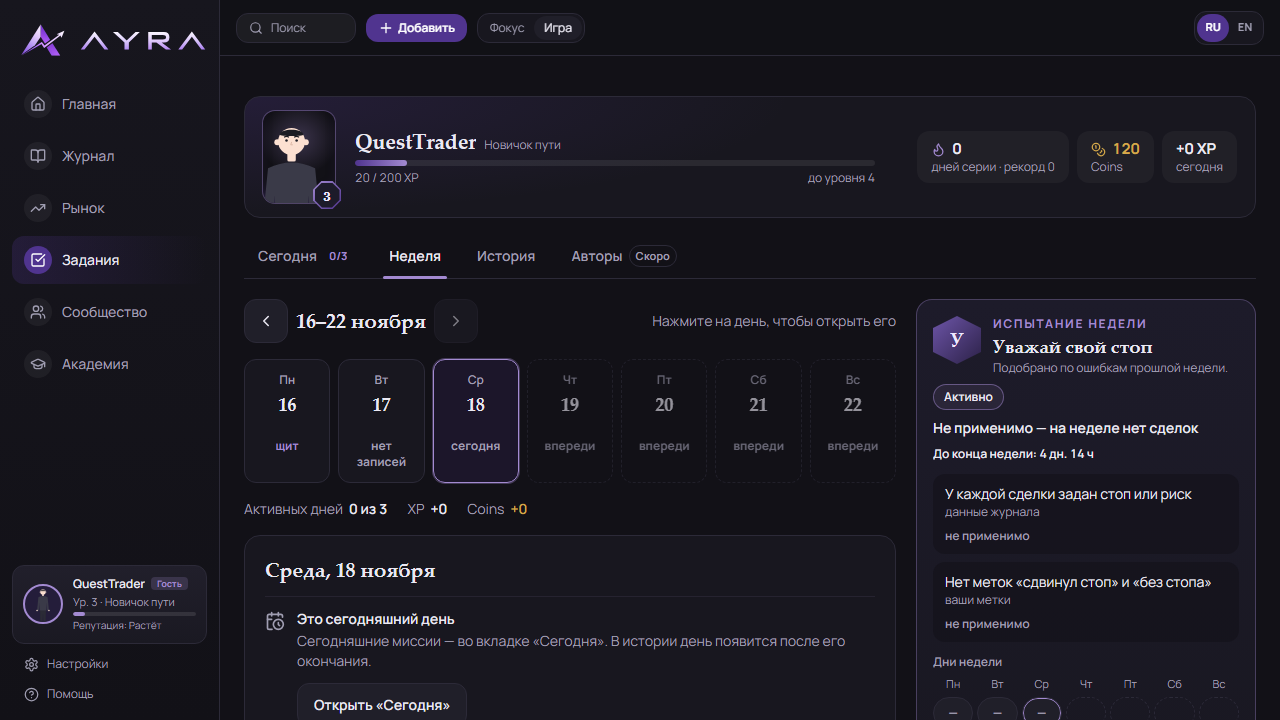 AYRA
Поиск
Добавить
Фокус
Игра
RU
EN
Главная
Журнал
Рынок
Задания
Сообщество
Академия
QuestTrader Гость
Ур. 3 · Новичок пути
Репутация: Растёт
Настройки
Помощь
QuestTrader Новичок пути
20 / 200 XP
до уровня 4
3
0
дней серии · рекорд 0
120
Coins
+0 XP
сегодня
Сегодня 0/3
Неделя
История
Авторы Скоро
16–22 ноября
Нажмите на день, чтобы открыть его
Пн
16
щит
Вт
17
нет
записей
Ср
18
сегодня
Чт
19
впереди
Пт
20
впереди
Сб
21
впереди
Вс
22
впереди
Активных дней 0 из 3 XP +0 Coins +0
Среда, 18 ноября
Это сегодняшний день
Сегодняшние миссии — во вкладке «Сегодня». В истории день появится после его
окончания.
Открыть «Сегодня»
У
ИСПЫТАНИЕ НЕДЕЛИ
Уважай свой стоп
Подобрано по ошибкам прошлой недели.
Активно
Не применимо — на неделе нет сделок
До конца недели: 4 дн. 14 ч
У каждой сделки задан стоп или риск
данные журнала
не применимо
Нет меток «сдвинул стоп» и «без стопа»
ваши метки
не применимо
Дни недели
Пн Вт Ср Чт Пт Сб Вс
– – –